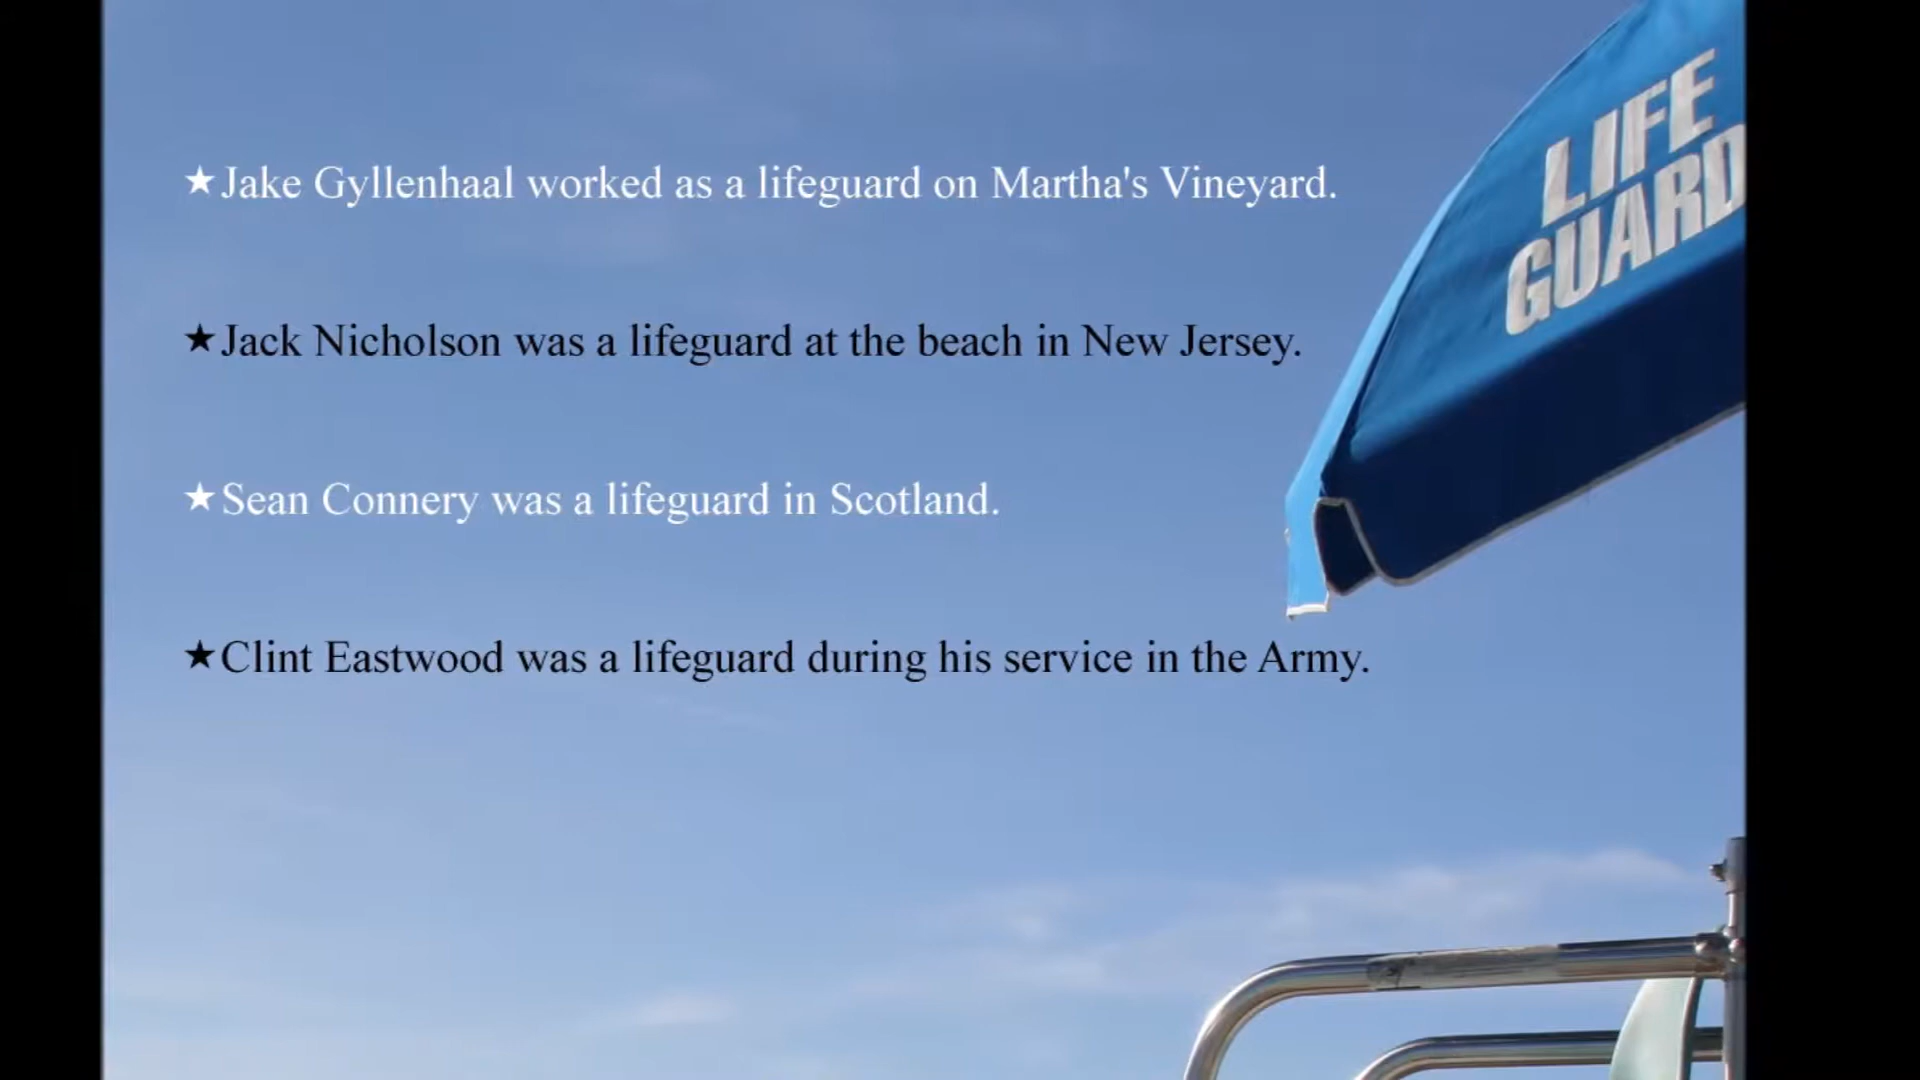 ★Jake Gyllenhaal worked as a lifeguard on Martha's Vineyard.
★Jack Nicholson was a lifeguard at the beach in New Jersey.
★Sean Connery was a lifeguard in Scotland.
★Clint Eastwood was a lifeguard during his service in the Army.
LIFE
GUARD